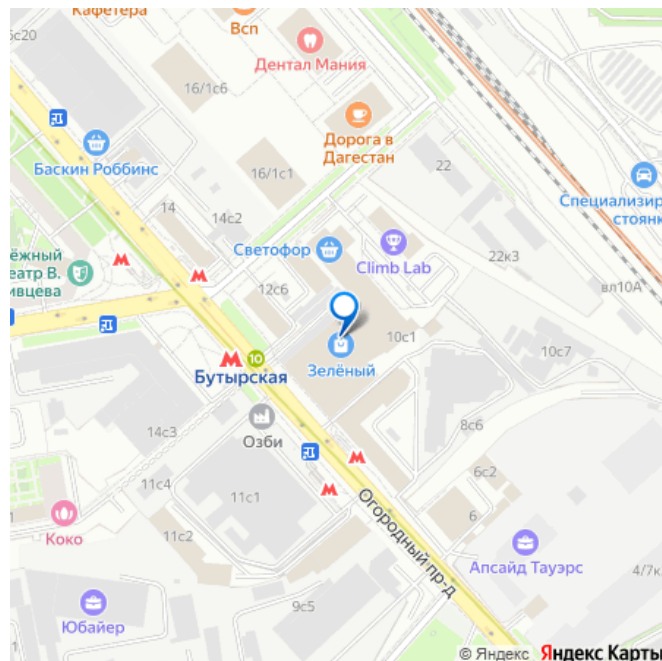 Кафетера
Всп
5с20
Дентал Мания
16/1с6
Дорога в
Дагестан
Баскин Роббинс
16/1с1
22
Специализир
стоянк
14
14с2
ёжный
еатр В.
ивцева
Светофор
Climb Lab
22к3
12с6
вл10А
10с1
10
Бутырская
Зелёный
10с7
Озби
14с3
8с6
11с4
11с1
6с2
Огородный пр-д
6
Коко
11с2
Апсайд Тауэрс
4/7к
Юбайер
9с5
© Яндекс Яндекс Карты